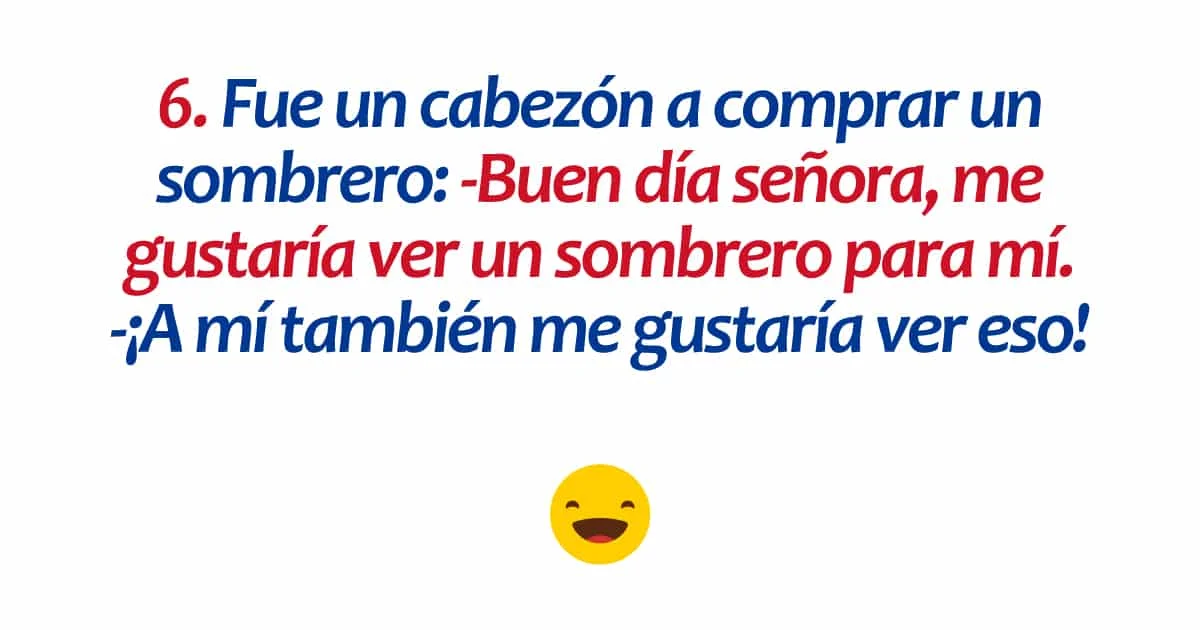 6. Fue un cabezón a comprar un
sombrero: -Buen día señora, me
gustaría ver un sombrero para mí.
-¡A mí también me gustaría ver eso!